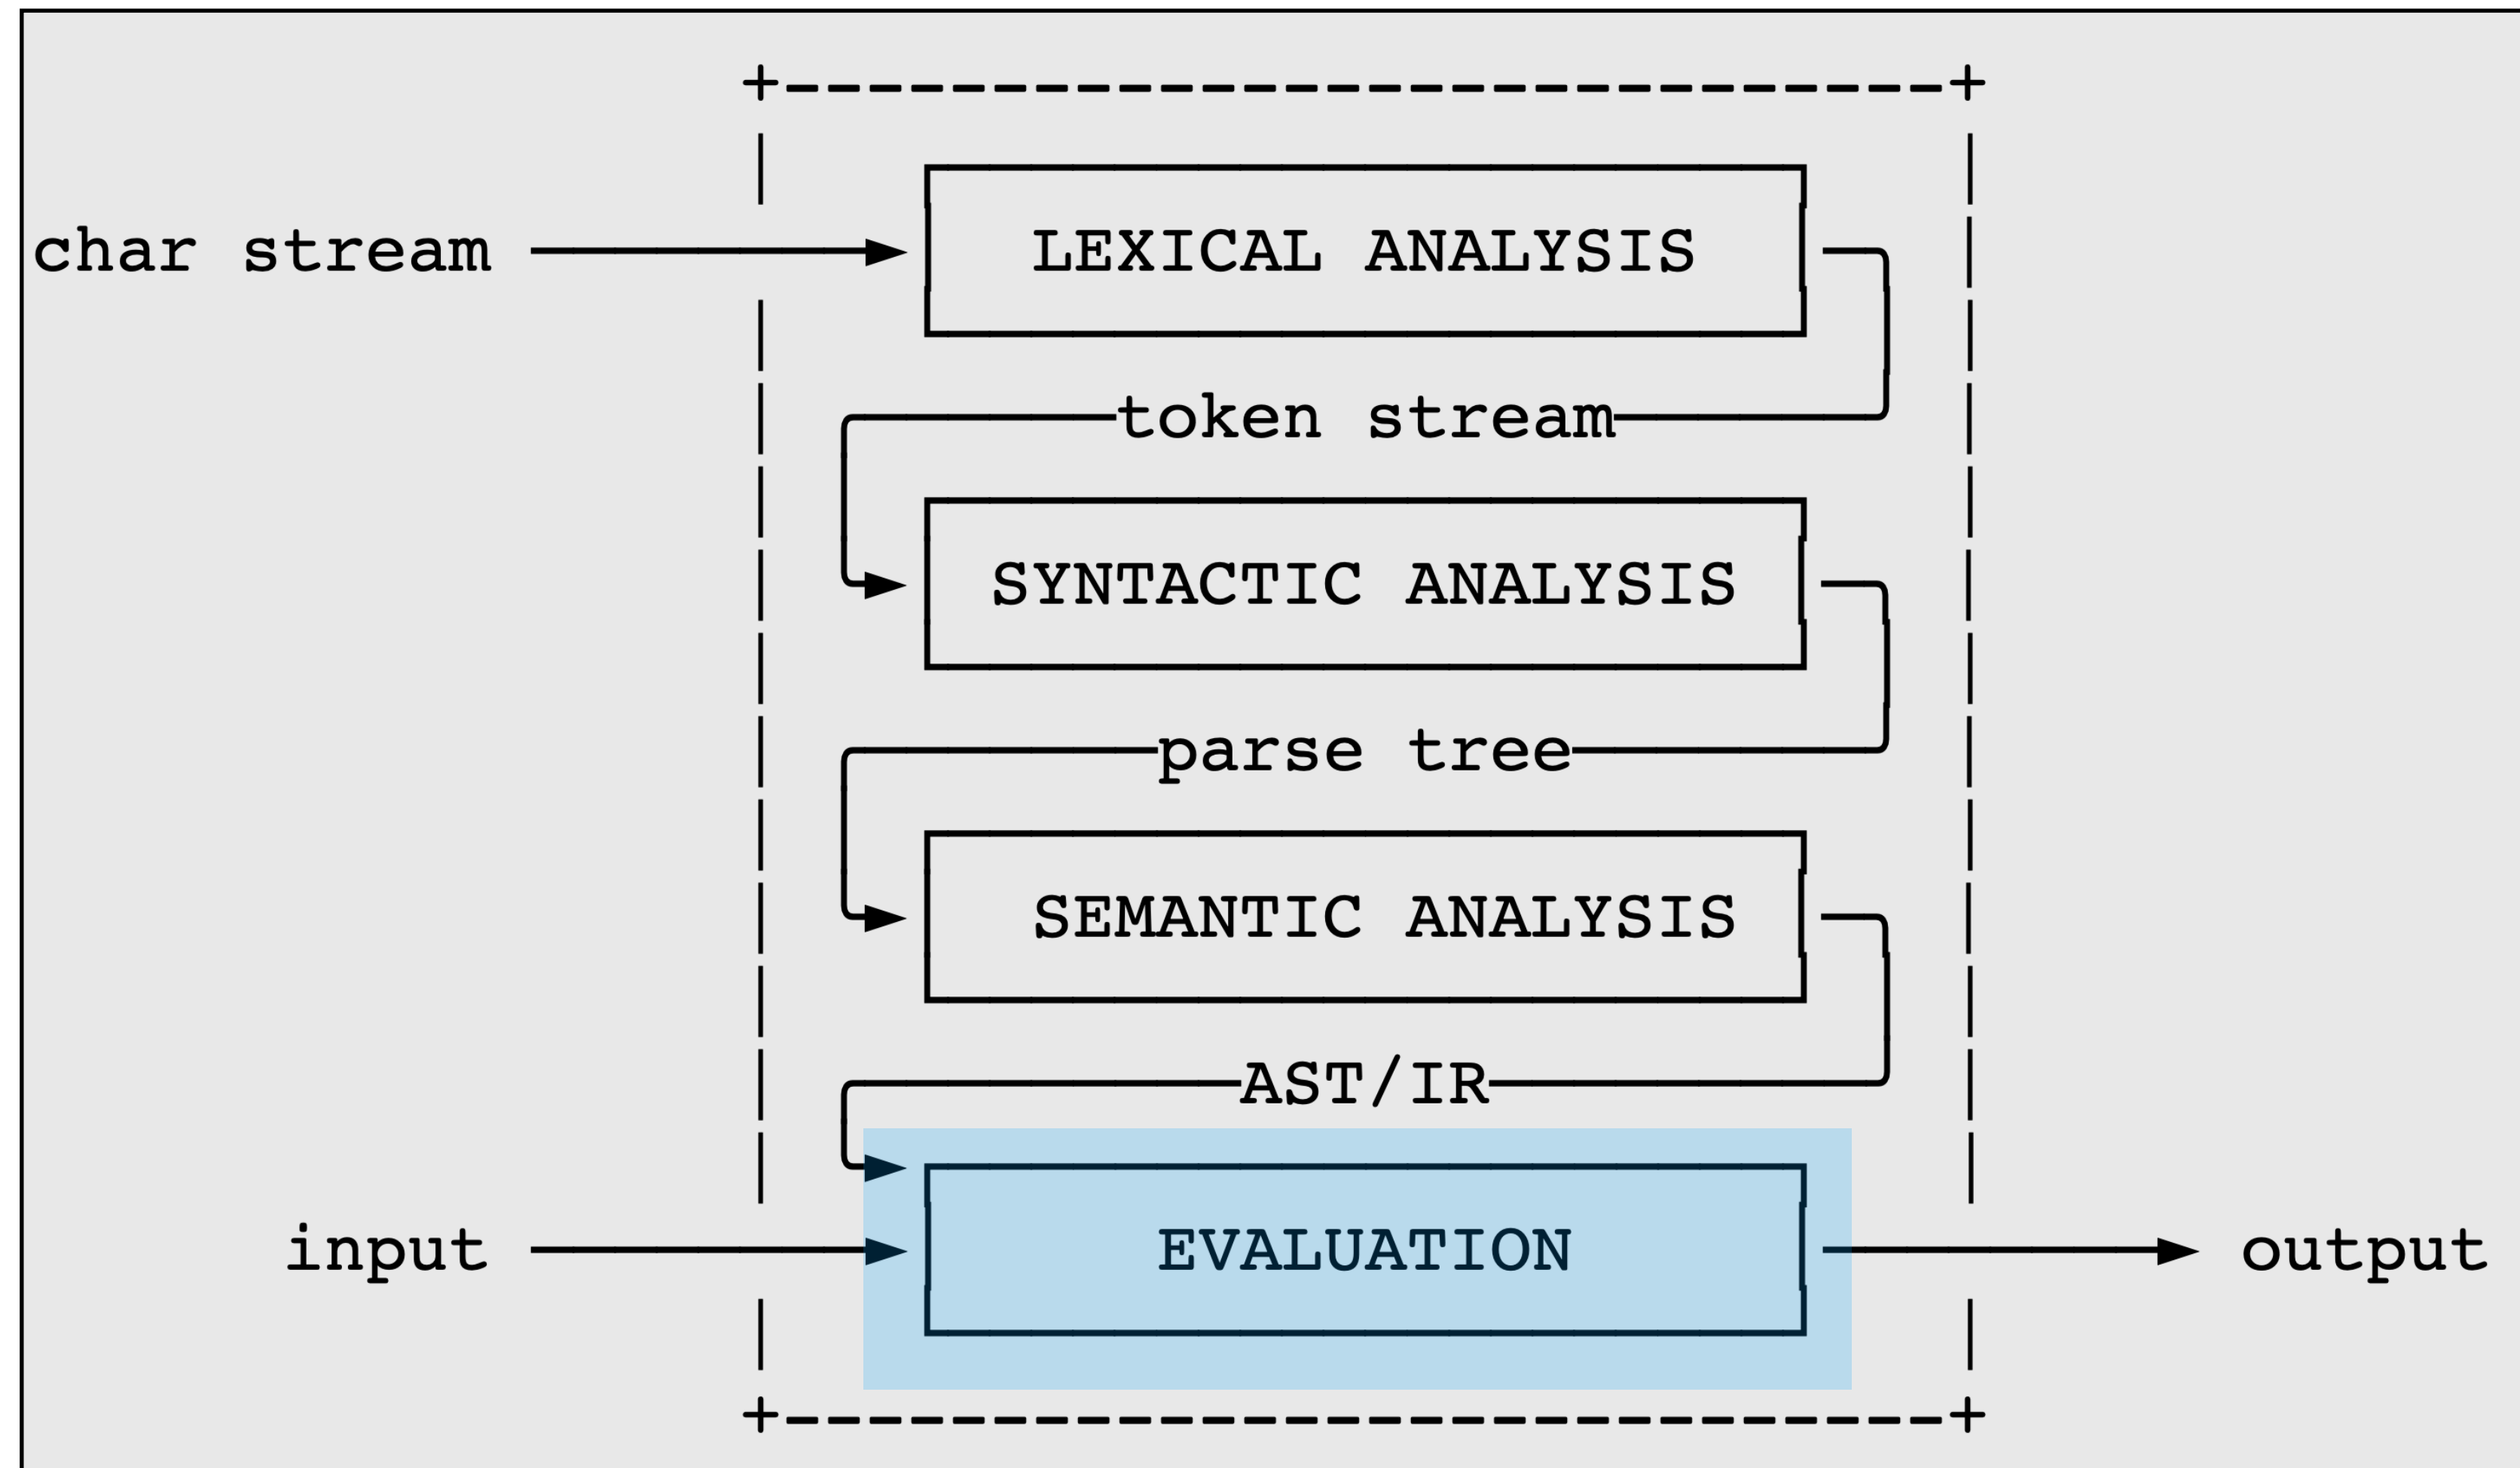 char stream
LEXICAL ANALYSIS
token stream
SYNTACTIC ANALYSIS
parse tree
SEMANTIC ANALYSIS
AST/IR
input
EVALUATION
output